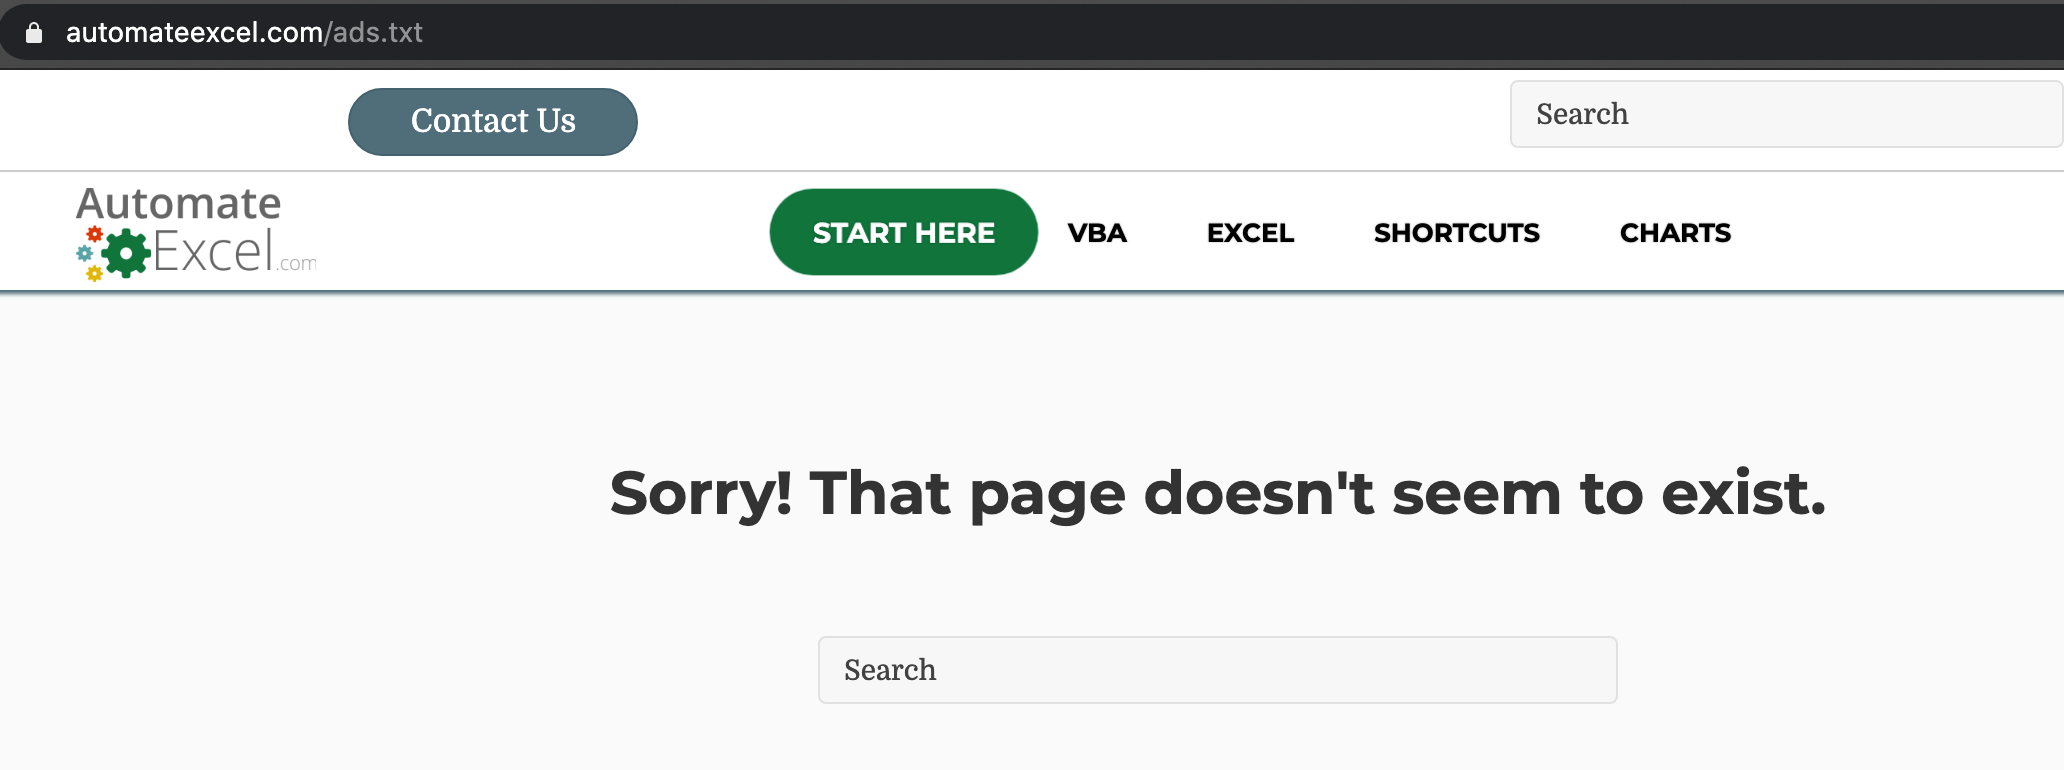 automateexcel.com/ads.txt
Contact Us
Search
Automate
Excel.com
START HERE
VBA
EXCEL
SHORTCUTS
CHARTS
Sorry! That page doesn't seem to exist.
Search